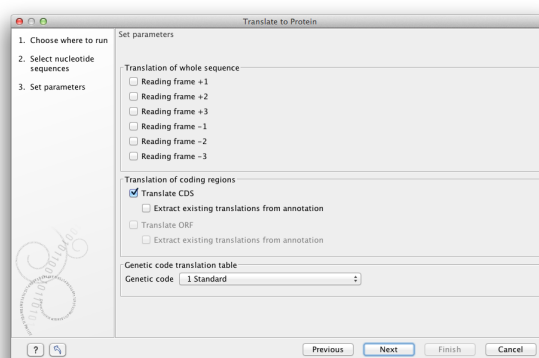 Translate to Protein
1. Choose where to run
2. Select nucleotide
sequences
3. Set parameters
Set parameters
Translation of whole sequence
Reading frame +1
Reading frame +2
Reading frame +3
Reading frame −1
Reading frame −2
Reading frame −3
Translation of coding regions
Translate CDS
Extract existing translations from annotation
Translate ORF
Extract existing translations from annotation
Genetic code translation table
Genetic code 1 Standard
? Previous Next Finish Cancel